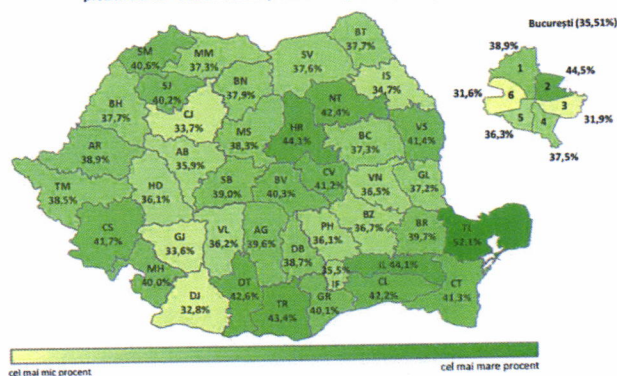 București (35,51%)
38,9%
1
44,5%
2
31,6%
6
3
31,9%
5
4
36,3%
37,5%
SM
40,6%
MM
37,3%
SV
37,6%
BT
37,7%
IS
34,7%
SJ
40,2%
BN
37,9%
NT
42,4%
BH
37,7%
CJ
33,7%
MS
38,3%
HR
44,1%
BC
37,3%
VS
41,4%
AR
38,9%
AB
35,9%
TM
38,5%
HD
36,1%
SB
39,0%
BV
40,3%
CV
41,2%
VN
36,5%
GL
37,2%
CS
41,7%
GJ
33,6%
VL
36,2%
AG
39,6%
DB
38,7%
PH
36,1%
BZ
36,7%
BR
39,7%
TL
52,1%
MH
40,0%
DJ
32,8%
OT
42,6%
TR
43,4%
GR
40,1%
35,5%
IF
IL 44,1%
CL
42,2%
CT
41,3%
cel mai mic procent
cel mai mare procent